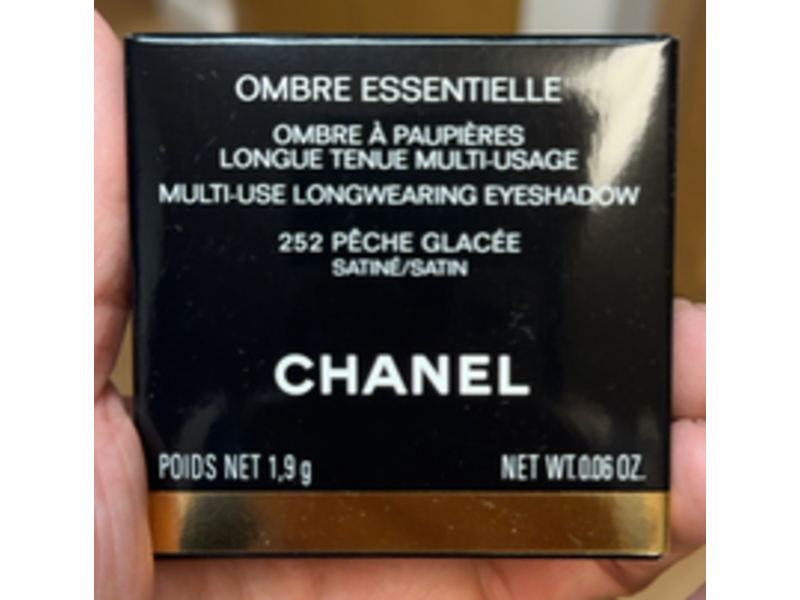 OMBRE ESSENTIELLE
OMBRE À PAUPIÈRES
LONGUE TENUE MULTI-USAGE
MULTI-USE LONGWEARING EYESHADOW
252 PÊCHE GLACÉE
SATINÉ/SATIN
CHANEL
POIDS NET 1,9 g NET WT. 0.06 OZ.